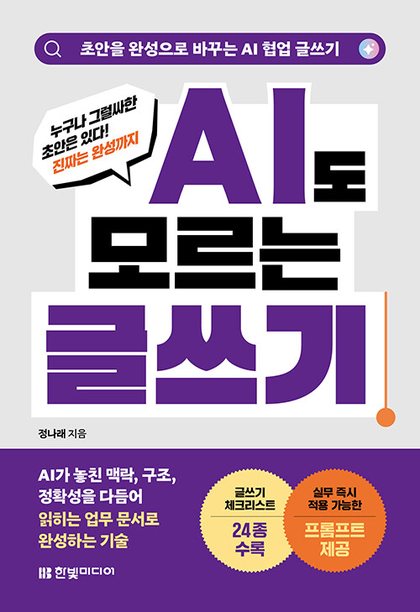 초안을 완성으로 바꾸는 AI 협업 글쓰기
누구나 그럴싸한
초안은 있다!
진짜는 완성까지
AI도
모르는
글쓰기
정나래 지음
AI가 놓친 맥락, 구조,
정확성을 다듬어
읽히는 업무 문서로
완성하는 기술
글쓰기
체크리스트
24종
수록
실무 즉시
적용 가능한
프롬프트
제공
한빛미디어